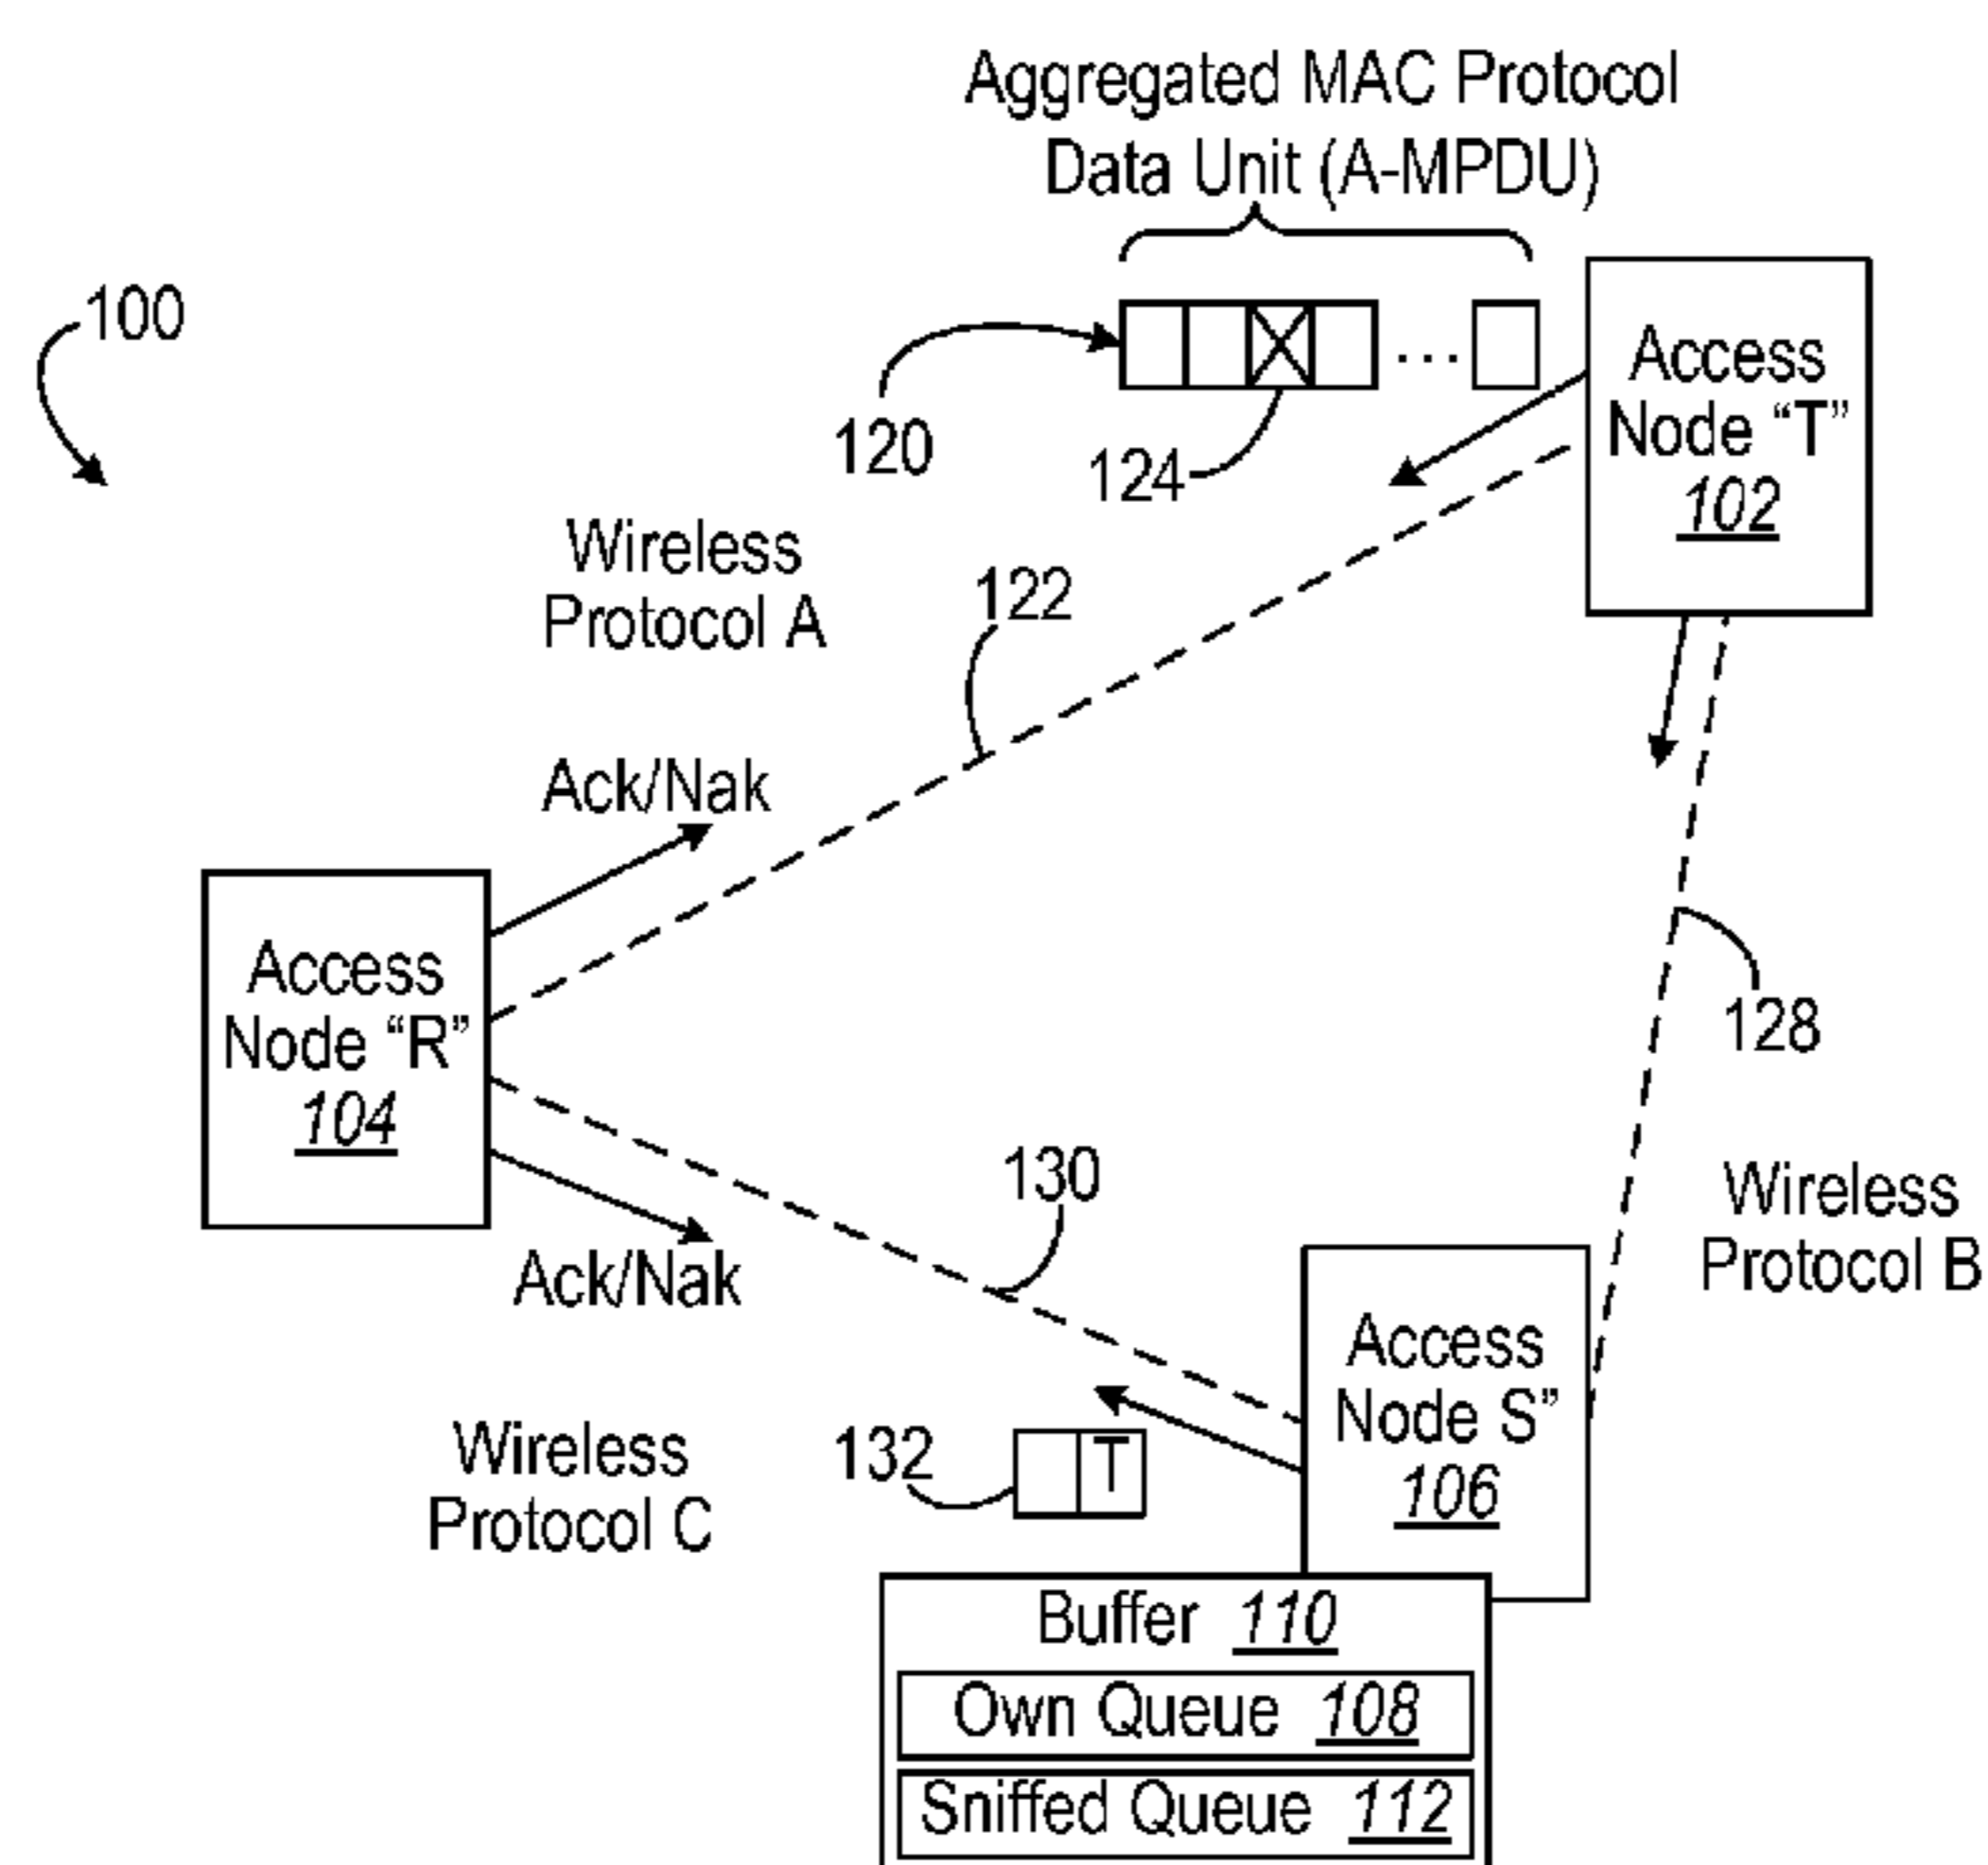 Aggregated MAC Protocol
Data Unit (A-MPDU)
100
120
124
Access
Node “T”
102
Wireless
Protocol A
122
Ack/Nak
Access
Node “R”
104
128
Ack/Nak
130
Wireless
Protocol B
Access
Node S”
106
Wireless
Protocol C
132
T
Buffer 110
Own Queue 108
Sniffed Queue 112